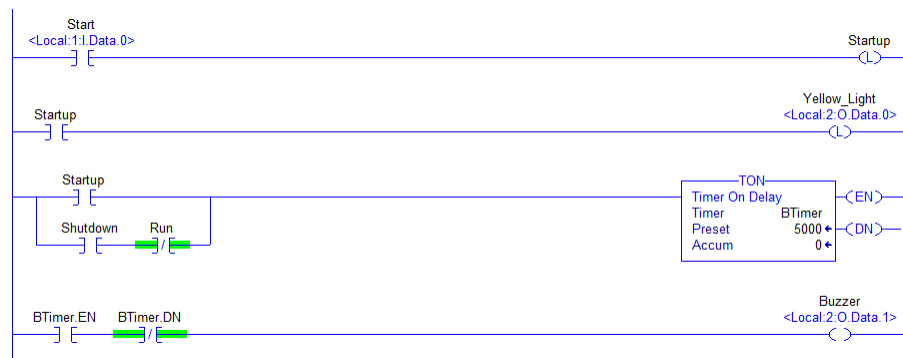 Start
<Local:1:I.Data.0>
Startup
L
Startup
Yellow_Light
<Local:2:O.Data.0>
L
Startup
Shutdown Run
TON
Timer On Delay
Timer BTimer
Preset 5000
Accum 0
EN
DN
BTimer.EN BTimer.DN
Buzzer
<Local:2:O.Data.1>